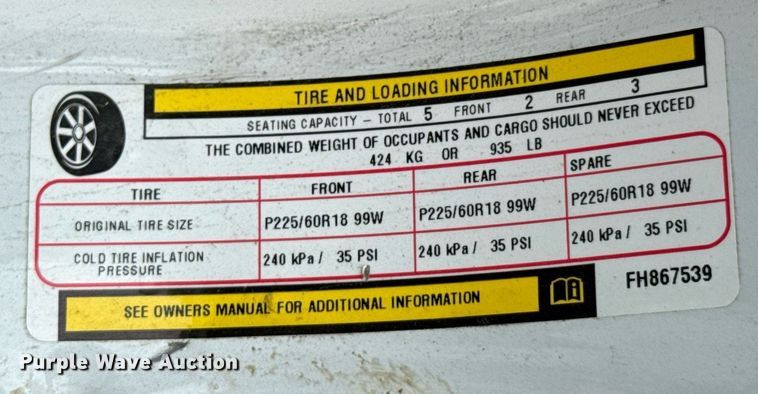 TIRE AND LOADING INFORMATION
SEATING CAPACITY – TOTAL 5 FRONT 2 REAR 3
THE COMBINED WEIGHT OF OCCUPANTS AND CARGO SHOULD NEVER EXCEED
424 KG OR 935 LB
TIRE FRONT REAR SPARE
ORIGINAL TIRE SIZE P225/60R18 99W P225/60R18 99W P225/60R18 99W
COLD TIRE INFLATION PRESSURE 240 kPa / 35 PSI 240 kPa / 35 PSI 240 kPa / 35 PSI
SEE OWNERS MANUAL FOR ADDITIONAL INFORMATION
FH867539
Purple Wave Auction